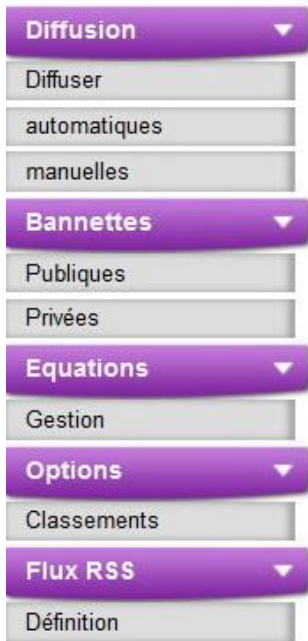 Diffusion
Diffuser
automatiques
manuelles
Bannettes
Publiques
Privées
Equations
Gestion
Options
Classements
Flux RSS
Définition